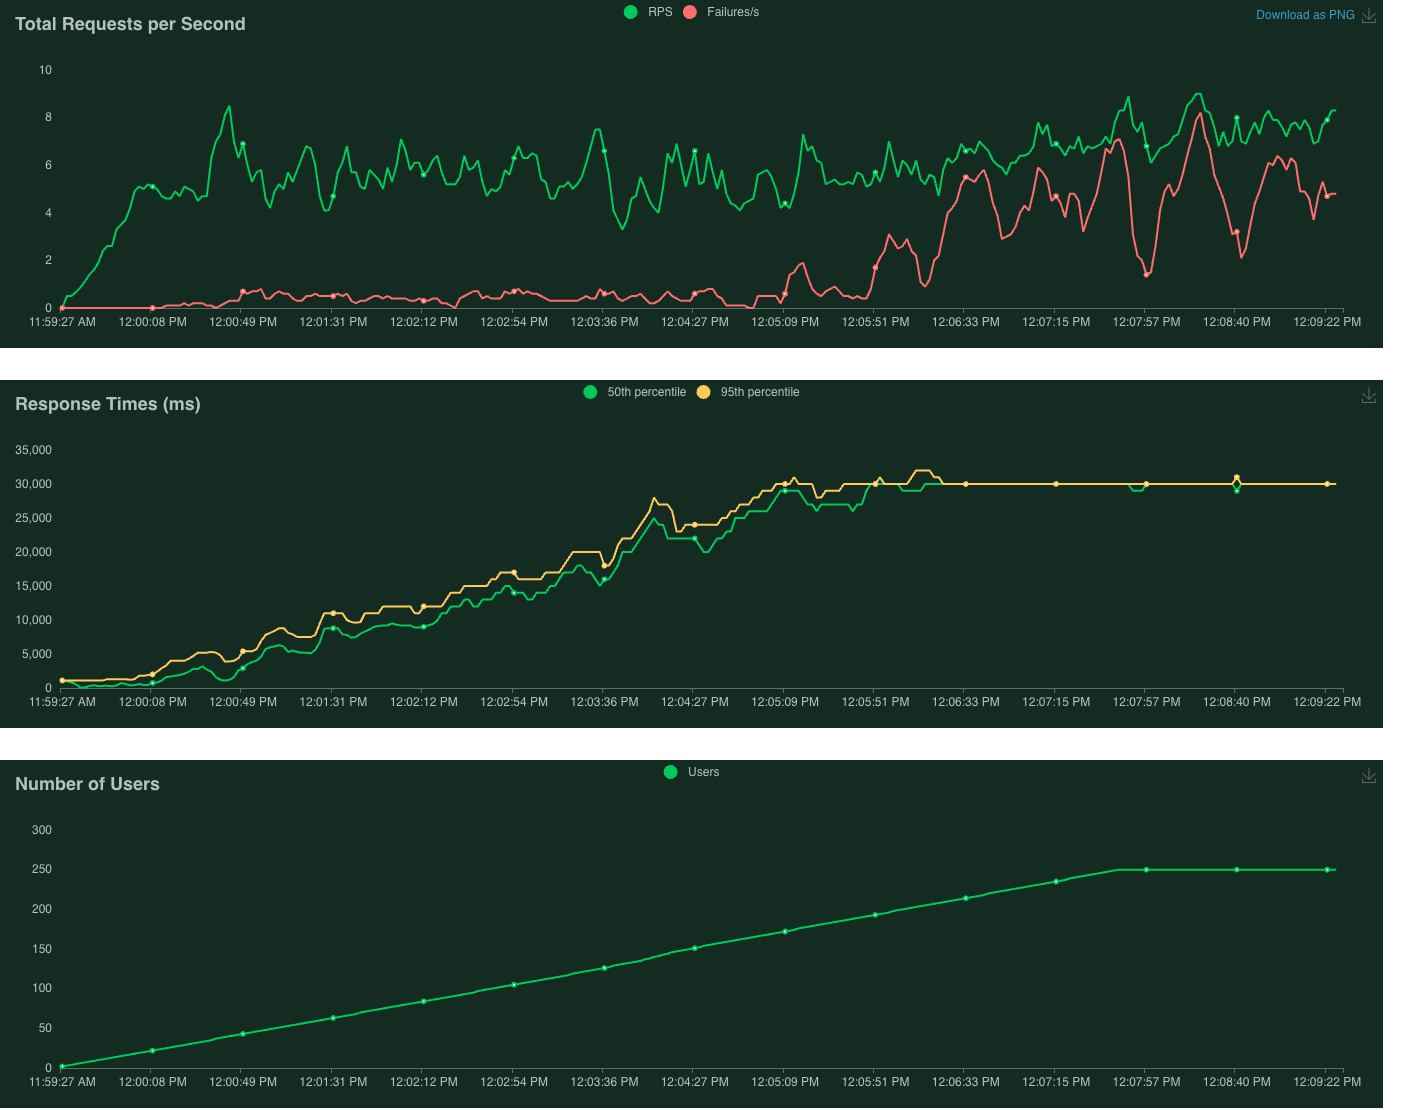 RPS Failures/s
Total Requests per Second
Download as PNG
10
8
6
4
2
0
11:59:27 AM 12:00:08 PM 12:00:49 PM 12:01:31 PM 12:02:12 PM 12:02:54 PM 12:03:36 PM 12:04:27 PM 12:05:09 PM 12:05:51 PM 12:06:33 PM 12:07:15 PM 12:07:57 PM 12:08:40 PM 12:09:22 PM
50th percentile 95th percentile
Response Times (ms)
35,000
30,000
25,000
20,000
15,000
10,000
5,000
0
11:59:27 AM 12:00:08 PM 12:00:49 PM 12:01:31 PM 12:02:12 PM 12:02:54 PM 12:03:36 PM 12:04:27 PM 12:05:09 PM 12:05:51 PM 12:06:33 PM 12:07:15 PM 12:07:57 PM 12:08:40 PM 12:09:22 PM
Users
Number of Users
300
250
200
150
100
50
0
11:59:27 AM 12:00:08 PM 12:00:49 PM 12:01:31 PM 12:02:12 PM 12:02:54 PM 12:03:36 PM 12:04:27 PM 12:05:09 PM 12:05:51 PM 12:06:33 PM 12:07:15 PM 12:07:57 PM 12:08:40 PM 12:09:22 PM